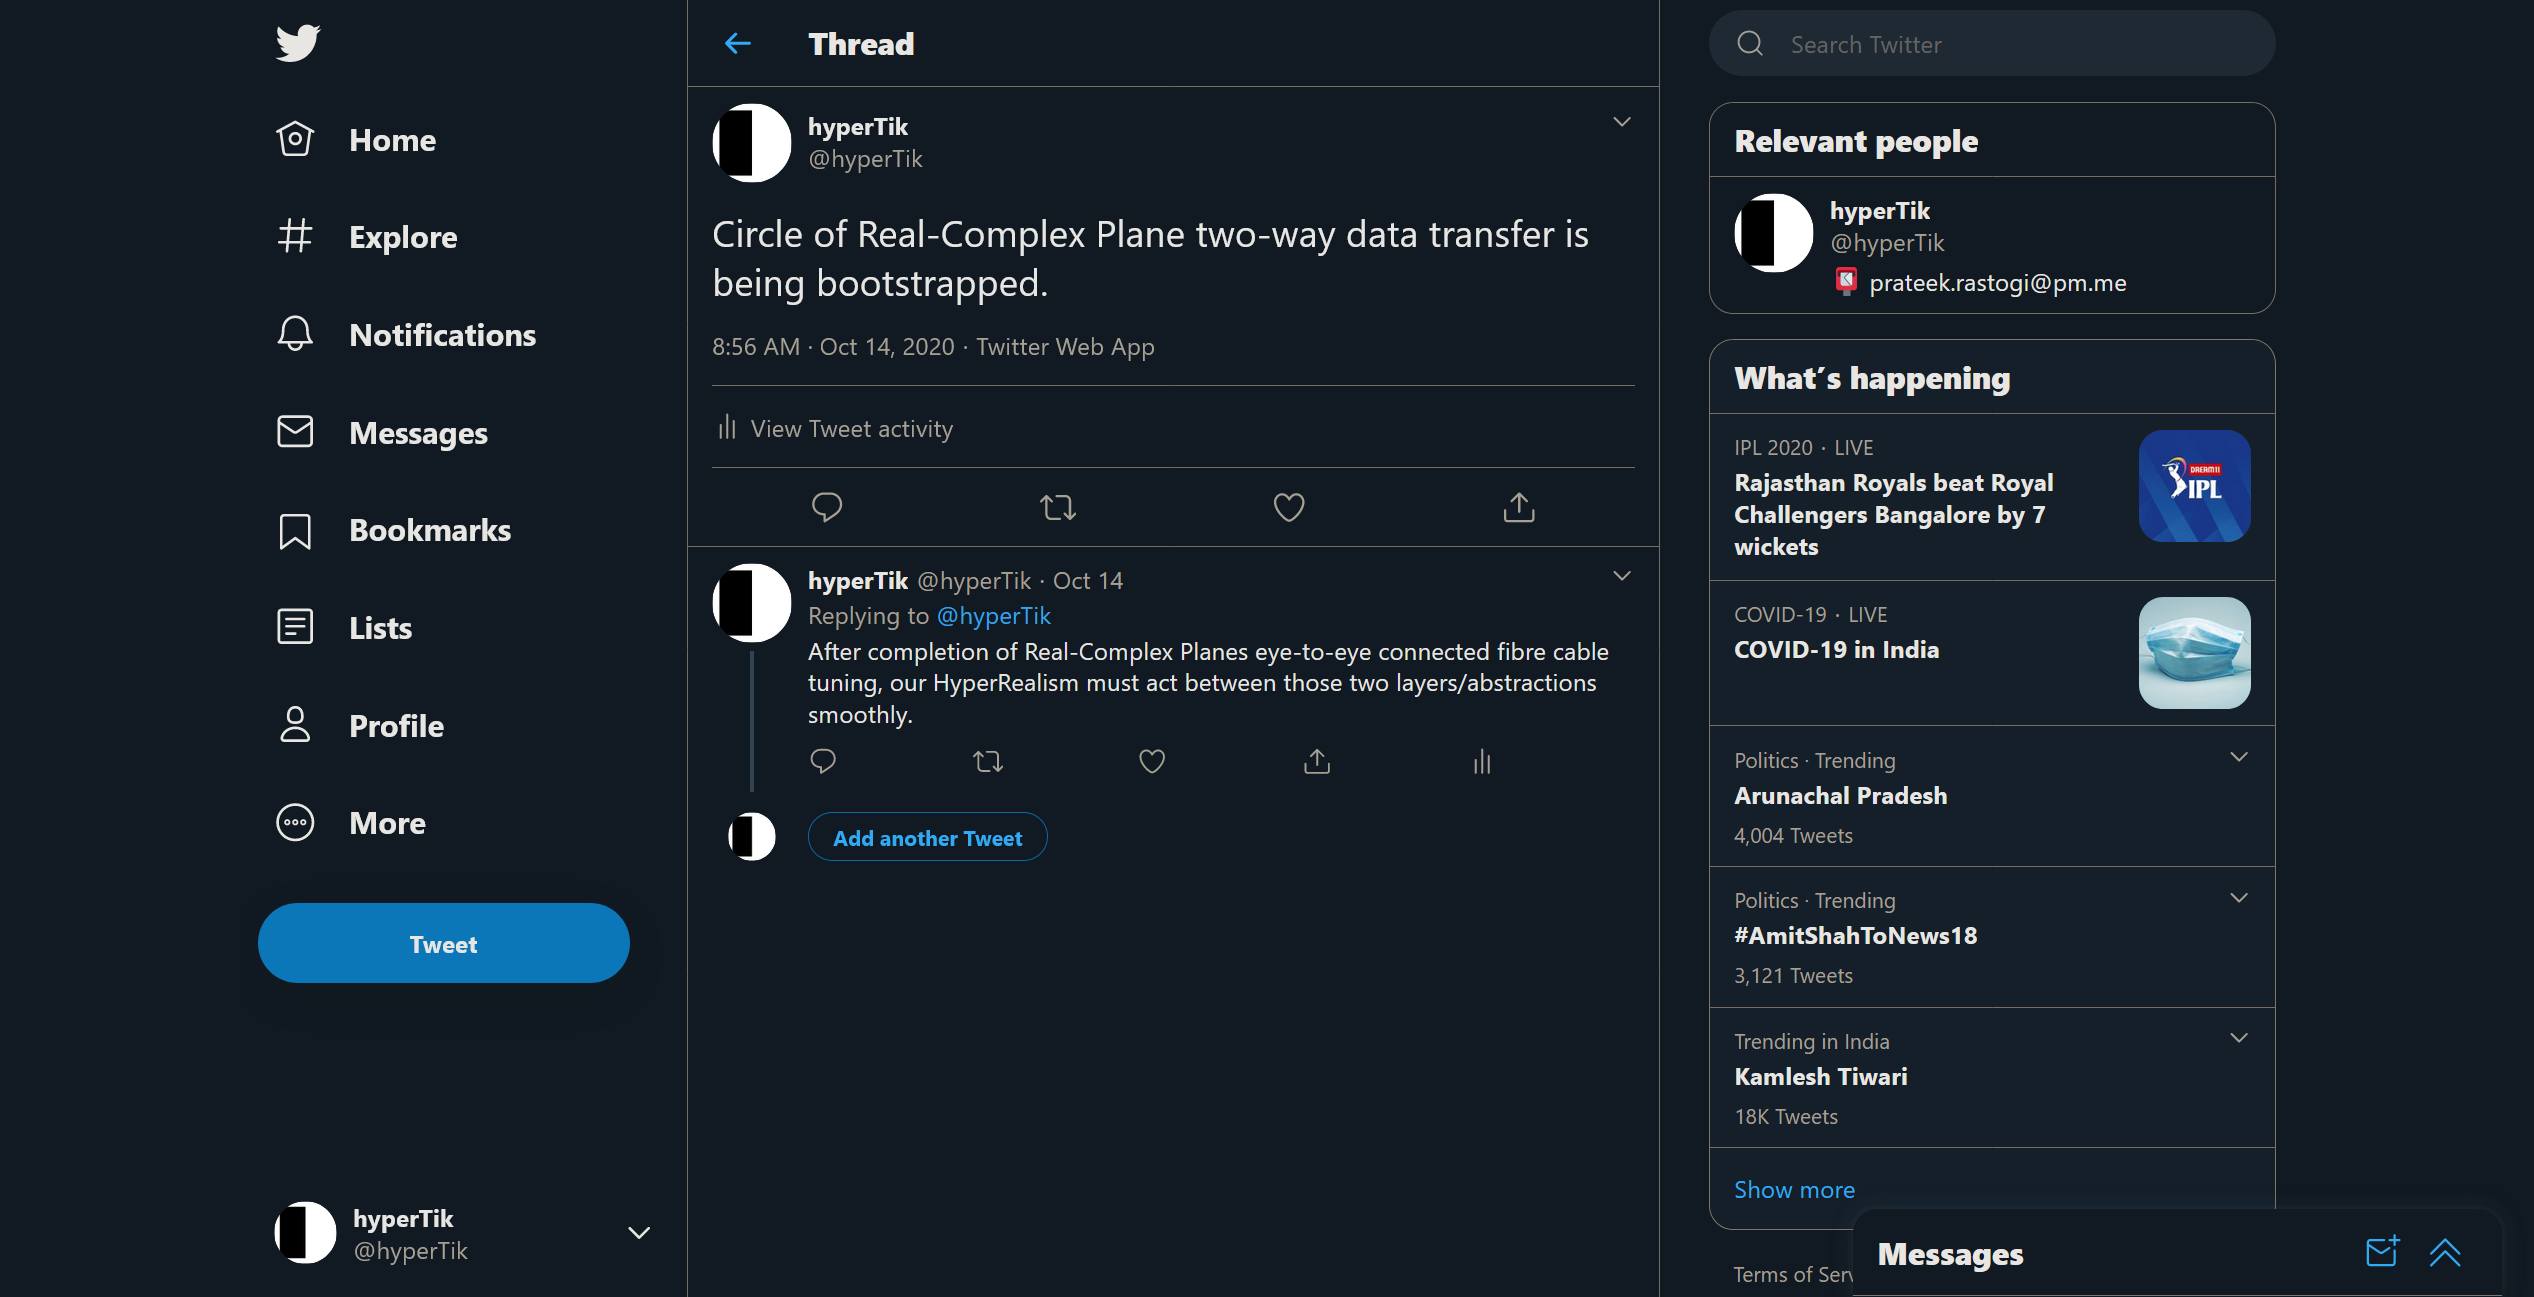 Home
Explore
Notifications
Messages
Bookmarks
Lists
Profile
More
Tweet
hyperTik
@hyperTik
Thread
hyperTik
@hyperTik
Circle of Real-Complex Plane two-way data transfer is
being bootstrapped.
8:56 AM · Oct 14, 2020 · Twitter Web App
View Tweet activity
hyperTik @hyperTik · Oct 14
Replying to @hyperTik
After completion of Real-Complex Planes eye-to-eye connected fibre cable
tuning, our HyperRealism must act between those two layers/abstractions
smoothly.
Add another Tweet
Search Twitter
Relevant people
hyperTik
@hyperTik
prateek.rastogi@pm.me
What's happening
IPL 2020 · LIVE
Rajasthan Royals beat Royal
Challengers Bangalore by 7
wickets
DREAM11
IPL
COVID-19 · LIVE
COVID-19 in India
Politics · Trending
Arunachal Pradesh
4,004 Tweets
Politics · Trending
#AmitShahToNews18
3,121 Tweets
Trending in India
Kamlesh Tiwari
18K Tweets
Show more
Terms of Serv
Messages